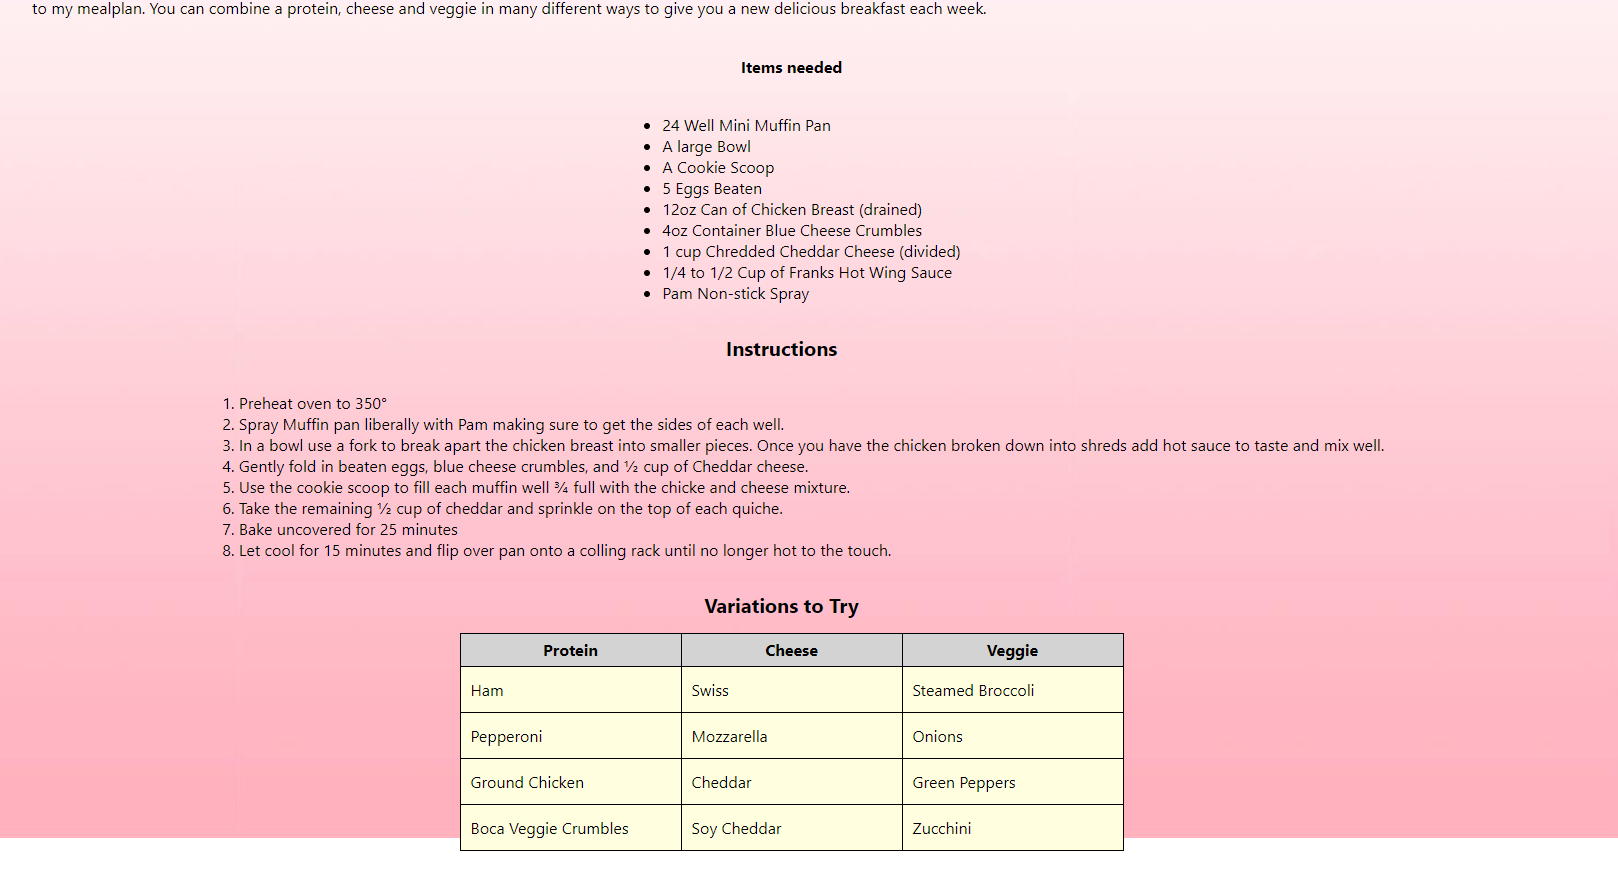 to my mealplan. You can combine a protein, cheese and veggie in many different ways to give you a new delicious breakfast each week.
Items needed
• 24 Well Mini Muffin Pan
• A large Bowl
• A Cookie Scoop
• 5 Eggs Beaten
• 12oz Can of Chicken Breast (drained)
• 4oz Container Blue Cheese Crumbles
• 1 cup Chredded Cheddar Cheese (divided)
• 1/4 to 1/2 Cup of Franks Hot Wing Sauce
• Pam Non-stick Spray
Instructions
1. Preheat oven to 350°
2. Spray Muffin pan liberally with Pam making sure to get the sides of each well.
3. In a bowl use a fork to break apart the chicken breast into smaller pieces. Once you have the chicken broken down into shreds add hot sauce to taste and mix well.
4. Gently fold in beaten eggs, blue cheese crumbles, and ½ cup of Cheddar cheese.
5. Use the cookie scoop to fill each muffin well ¾ full with the chicke and cheese mixture.
6. Take the remaining ½ cup of cheddar and sprinkle on the top of each quiche.
7. Bake uncovered for 25 minutes
8. Let cool for 15 minutes and flip over pan onto a colling rack until no longer hot to the touch.
Variations to Try
Protein Cheese Veggie
Ham Swiss Steamed Broccoli
Pepperoni Mozzarella Onions
Ground Chicken Cheddar Green Peppers
Boca Veggie Crumbles Soy Cheddar Zucchini